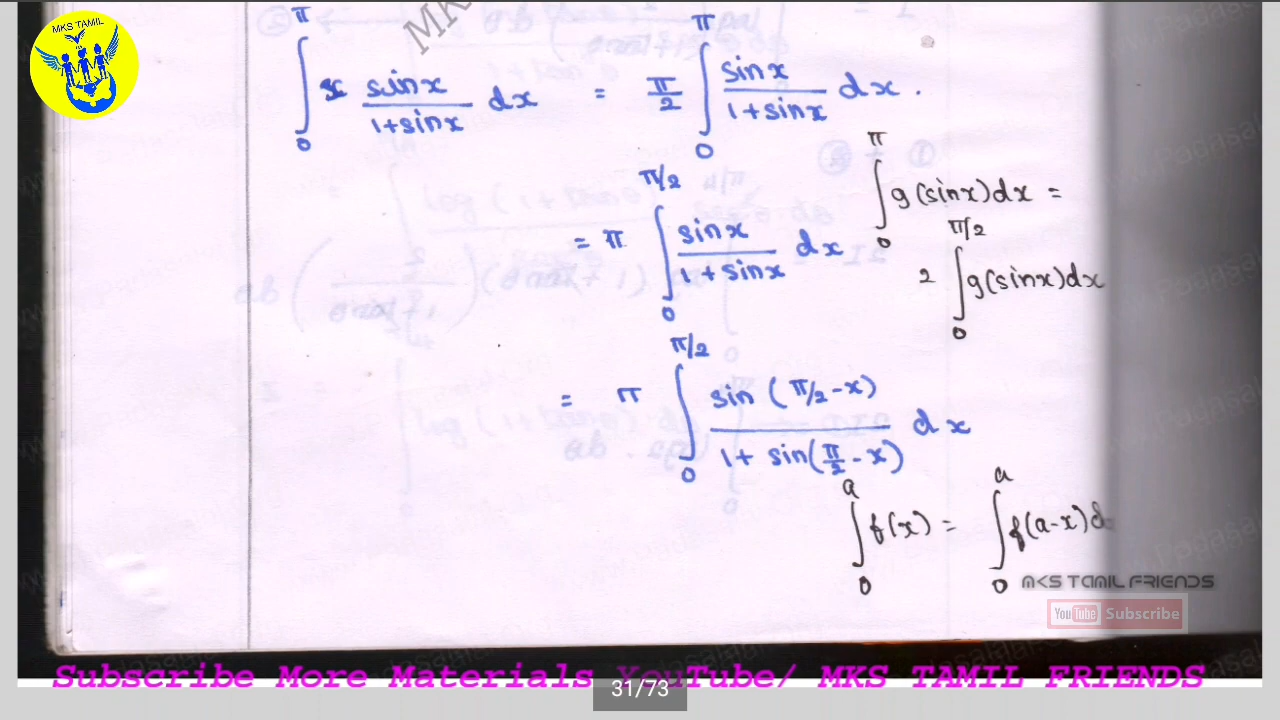 MKS TAMIL
MK
∫₀^π x sinx/(1+sinx) dx = π/2 ∫₀^π sinx/(1+sinx) dx .
∫₀^π g(sinx)dx =
= π ∫₀^{π/2} sinx/(1+sinx) dx
2 ∫₀^{π/2} g(sinx)dx
= π ∫₀^{π/2} sin(π/2-x)/(1+ sin(π/2-x)) dx
∫₀^a f(x) = ∫₀^a f(a-x)d
MKS TAMIL FRIENDS
YouTube Subscribe
Subscribe More Materials YouTube/ MKS TAMIL FRIENDS
31/73